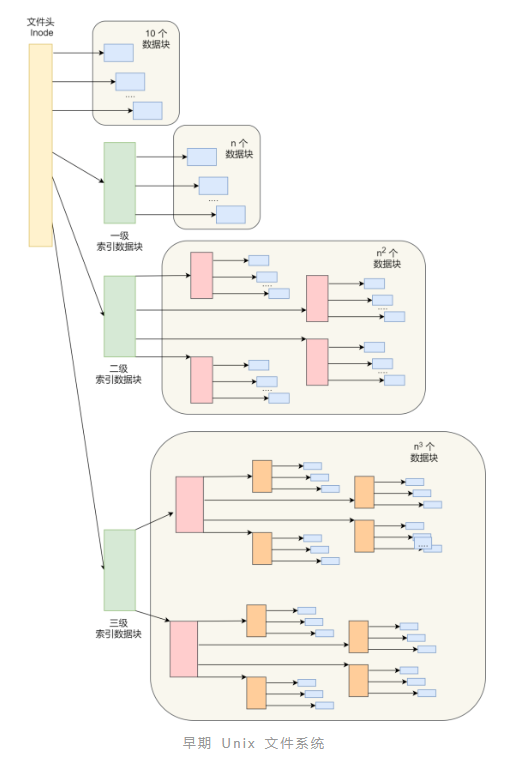 文件头
Inode
10 个
数据块
....
n 个
数据块
....
一级
索引数据块
n² 个
数据块
....
....
....
....
二级
索引数据块
n³ 个
数据块
....
三级
索引数据块
早期 Unix 文件系统